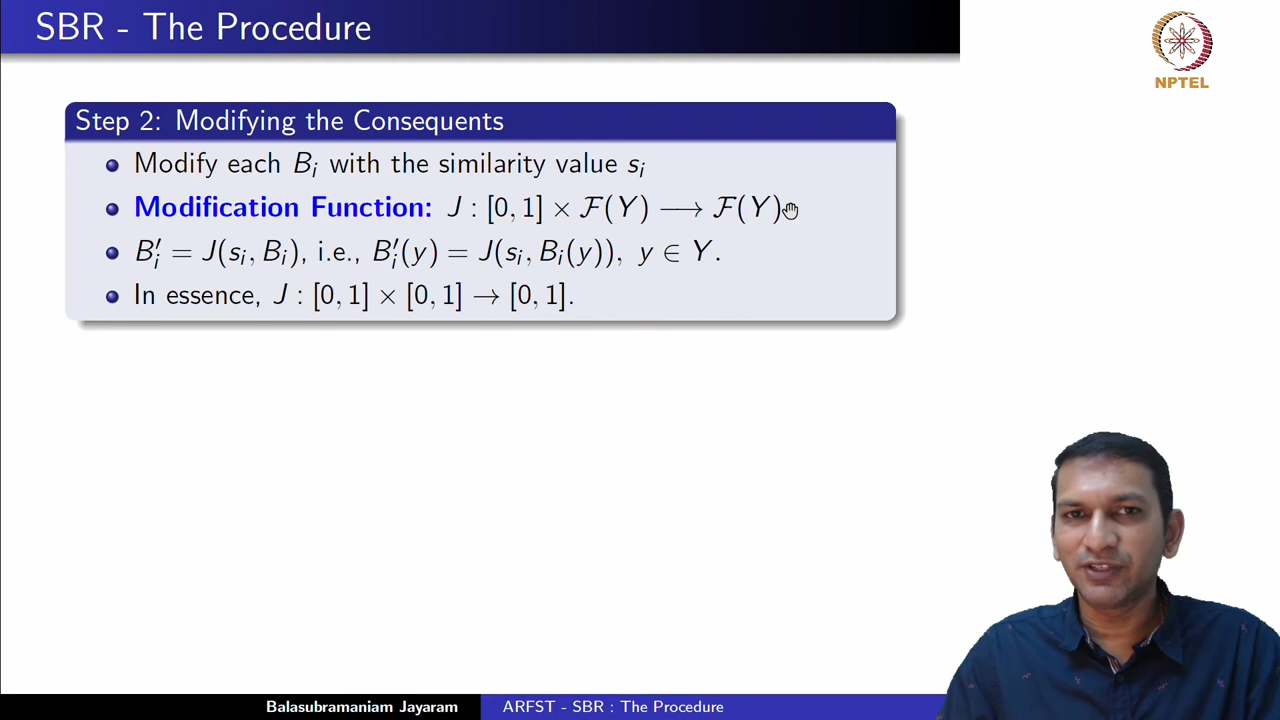 SBR - The Procedure
NPTEL
Step 2: Modifying the Consequents
Modify each Bᵢ with the similarity value sᵢ
Modification Function: J : [0, 1] × ℱ(Y) ⟶ ℱ(Y)
B′ᵢ = J(sᵢ, Bᵢ), i.e., B′ᵢ(y) = J(sᵢ, Bᵢ(y)), y ∈ Y.
In essence, J : [0, 1] × [0, 1] → [0, 1].
Balasubramaniam Jayaram
ARFST - SBR : The Procedure